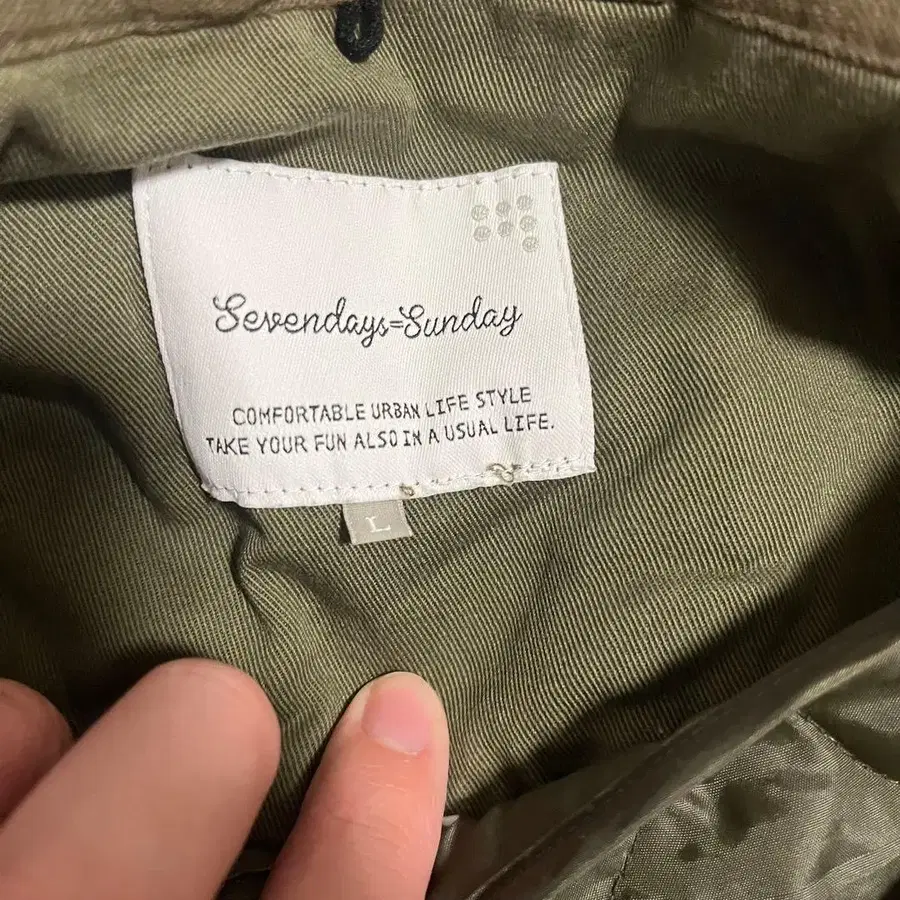 Sevendays=Sunday
COMFORTABLE URBAN LIFE STYLE
TAKE YOUR FUN ALSO IN A USUAL LIFE.
L